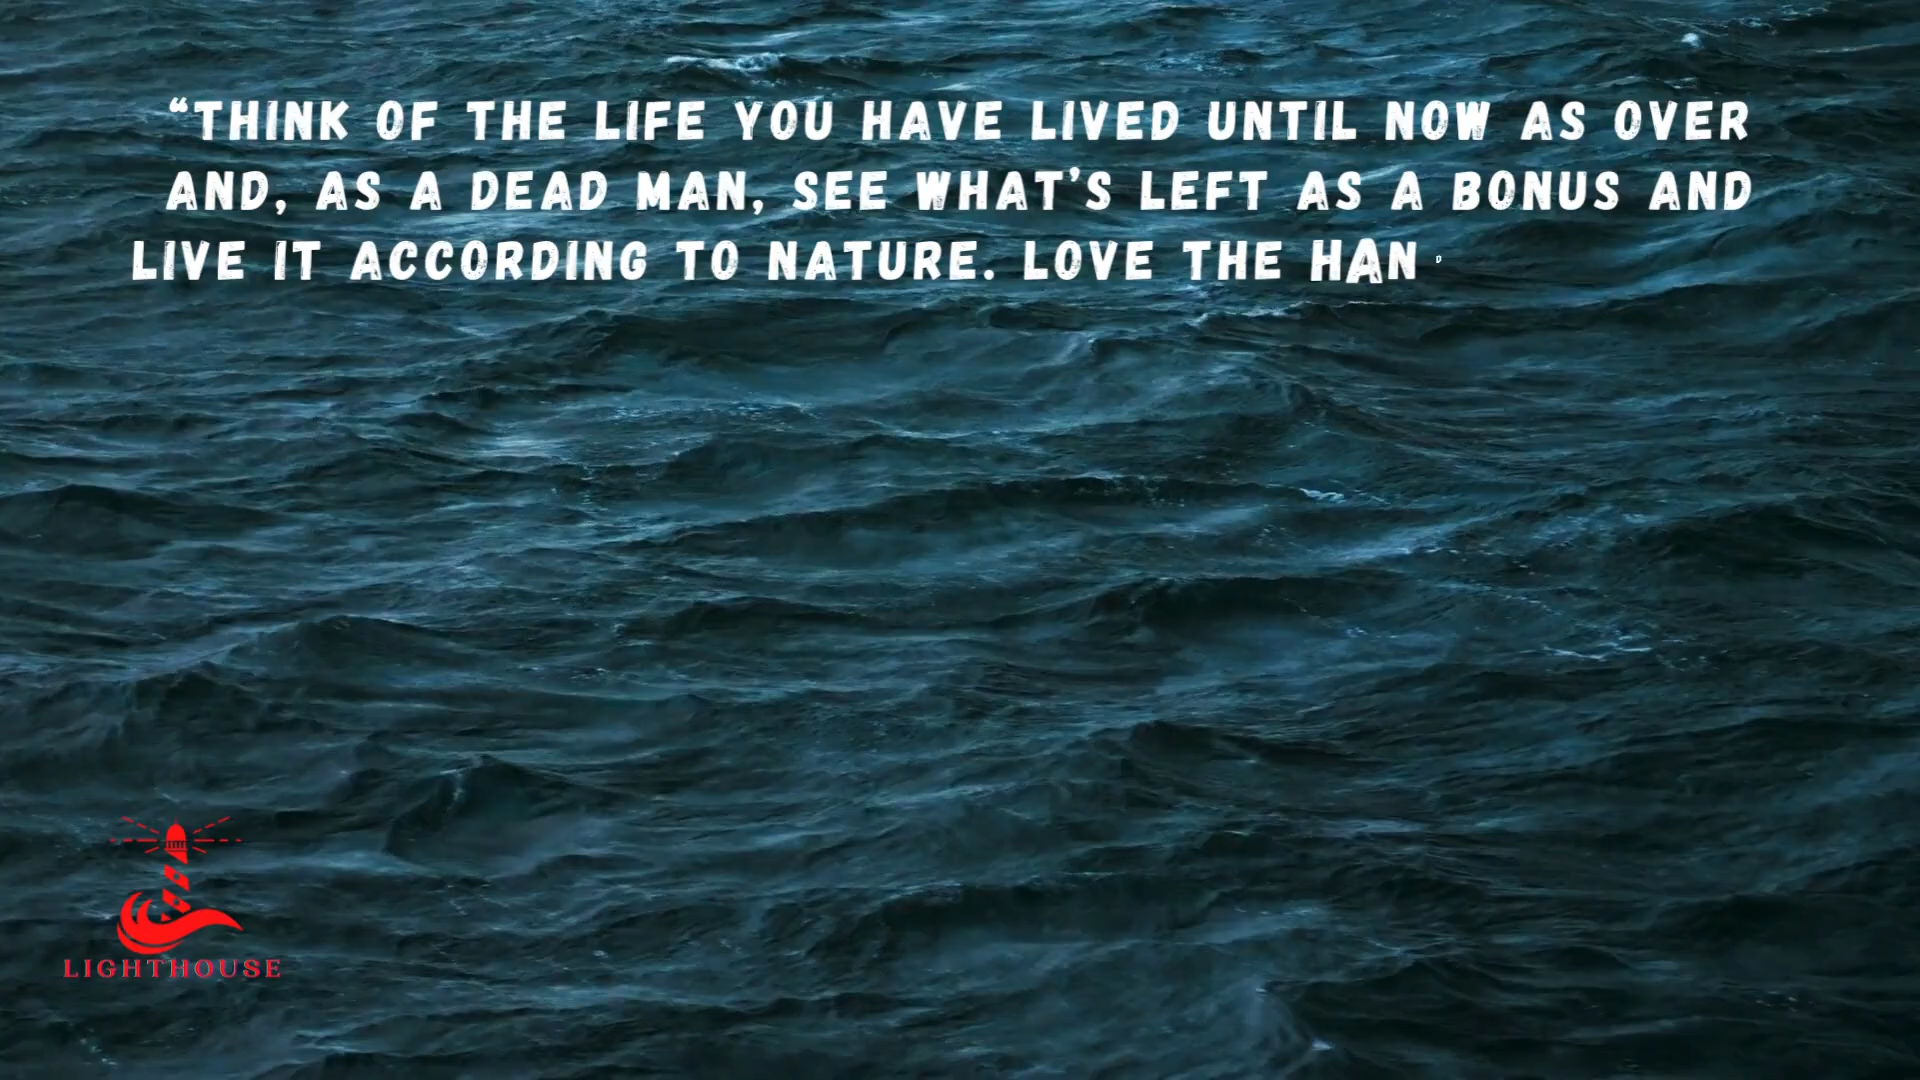 “THINK OF THE LIFE YOU HAVE LIVED UNTIL NOW AS OVER
AND, AS A DEAD MAN, SEE WHAT’S LEFT AS A BONUS AND
LIVE IT ACCORDING TO NATURE. LOVE THE HAND
LIGHTHOUSE